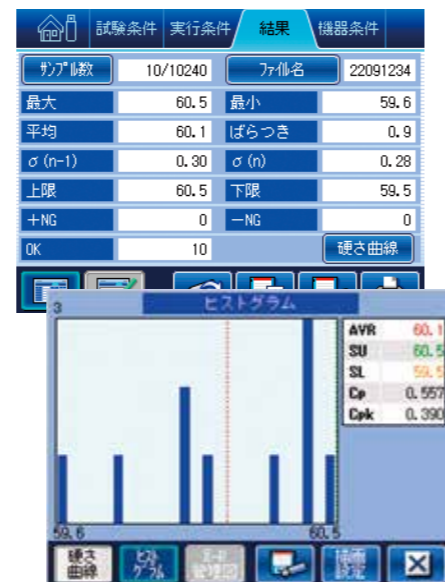 試験条件 実行条件 結果 機器条件
ｻﾝﾌﾟﾙ数 10/10240 ﾌｧｲﾙ名 22091234
最大 60.5 最小 59.6
平均 60.1 ばらつき 0.9
σ(n-1) 0.30 σ(n) 0.28
上限 60.5 下限 59.5
+NG 0 -NG 0
OK 10 硬さ曲線
ヒストグラム
3
AVR 60.1
SU 60.5
SL 59.5
Cp 0.557
Cpk 0.390
59.6 60.5
硬さ
曲線
ﾋｽﾄ
ｸﾞﾗﾑ